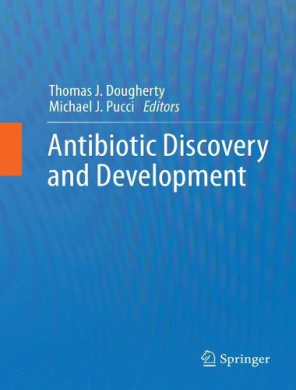 Thomas J. Dougherty
Michael J. Pucci Editors
Antibiotic Discovery
and Development
Springer